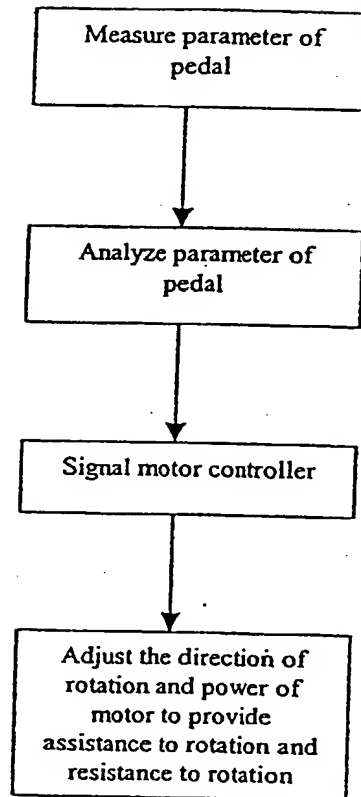 Measure parameter of
pedal
Analyze parameter of
pedal
Signal motor controller
Adjust the direction of
rotation and power of
motor to provide
assistance to rotation and
resistance to rotation